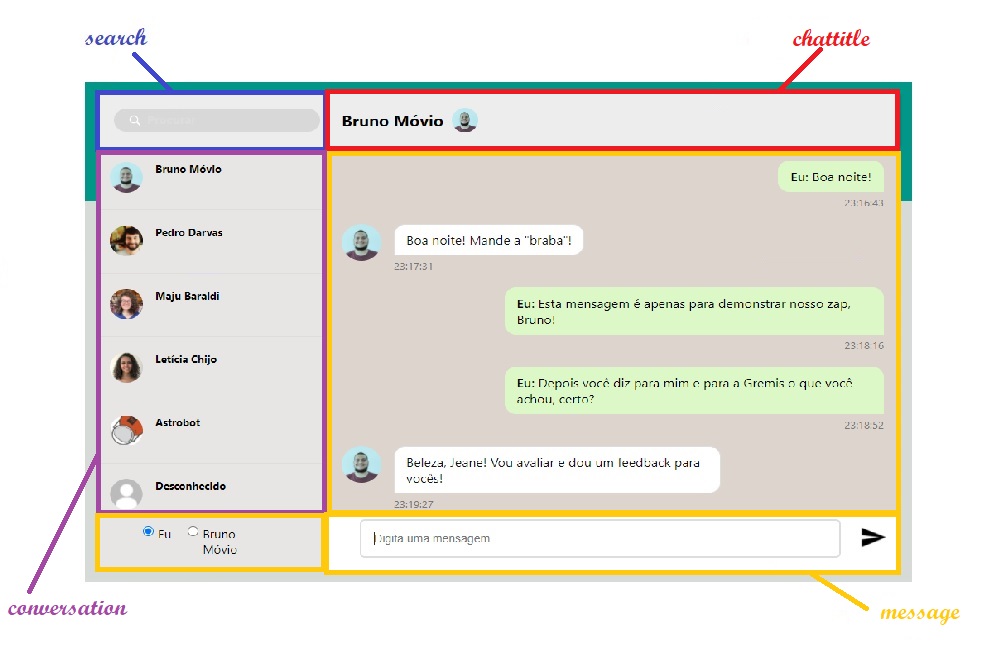 search
chattitle
Bruno Móvio
Bruno Móvio
Pedro Darvas
Maju Baraldi
Letícia Chijo
Astrobot
Desconhecido
Eu
Bruno
Móvio
Eu: Boa noite!
23:16:43
Boa noite! Mande a "braba"!
23:17:31
Eu: Esta mensagem é apenas para demonstrar nosso zap,
Bruno!
23:18:16
Eu: Depois você diz para mim e para a Gremis o que você
achou, certo?
23:18:52
Beleza, Jeane! Vou avaliar e dou um feedback para
vocês!
23:19:27
Digita uma mensagem
conversation
message